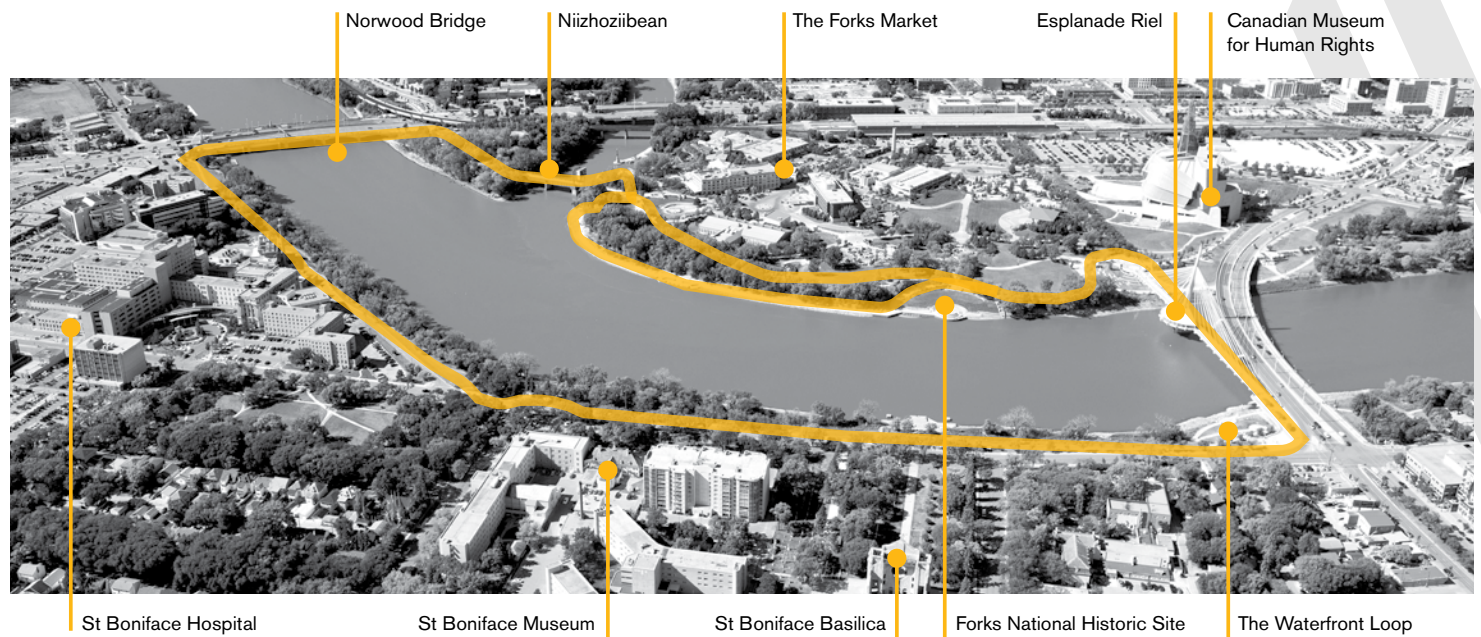 Norwood Bridge
Niizhoziibean
The Forks Market
Esplanade Riel
Canadian Museum
for Human Rights
St Boniface Hospital
St Boniface Museum
St Boniface Basilica
Forks National Historic Site
The Waterfront Loop